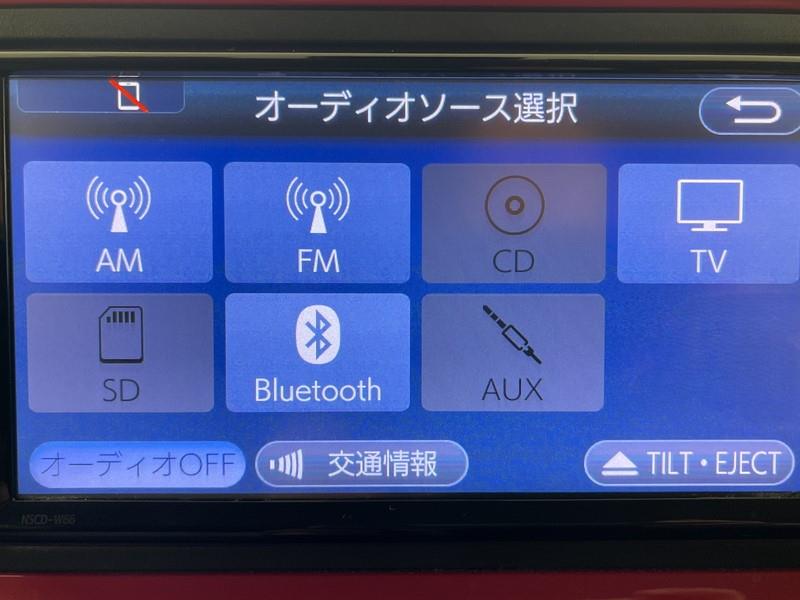 オーディオソース選択
AM
FM
CD
TV
SD
Bluetooth
AUX
オーディオOFF
交通情報
TILT・EJECT
NSCD-W66